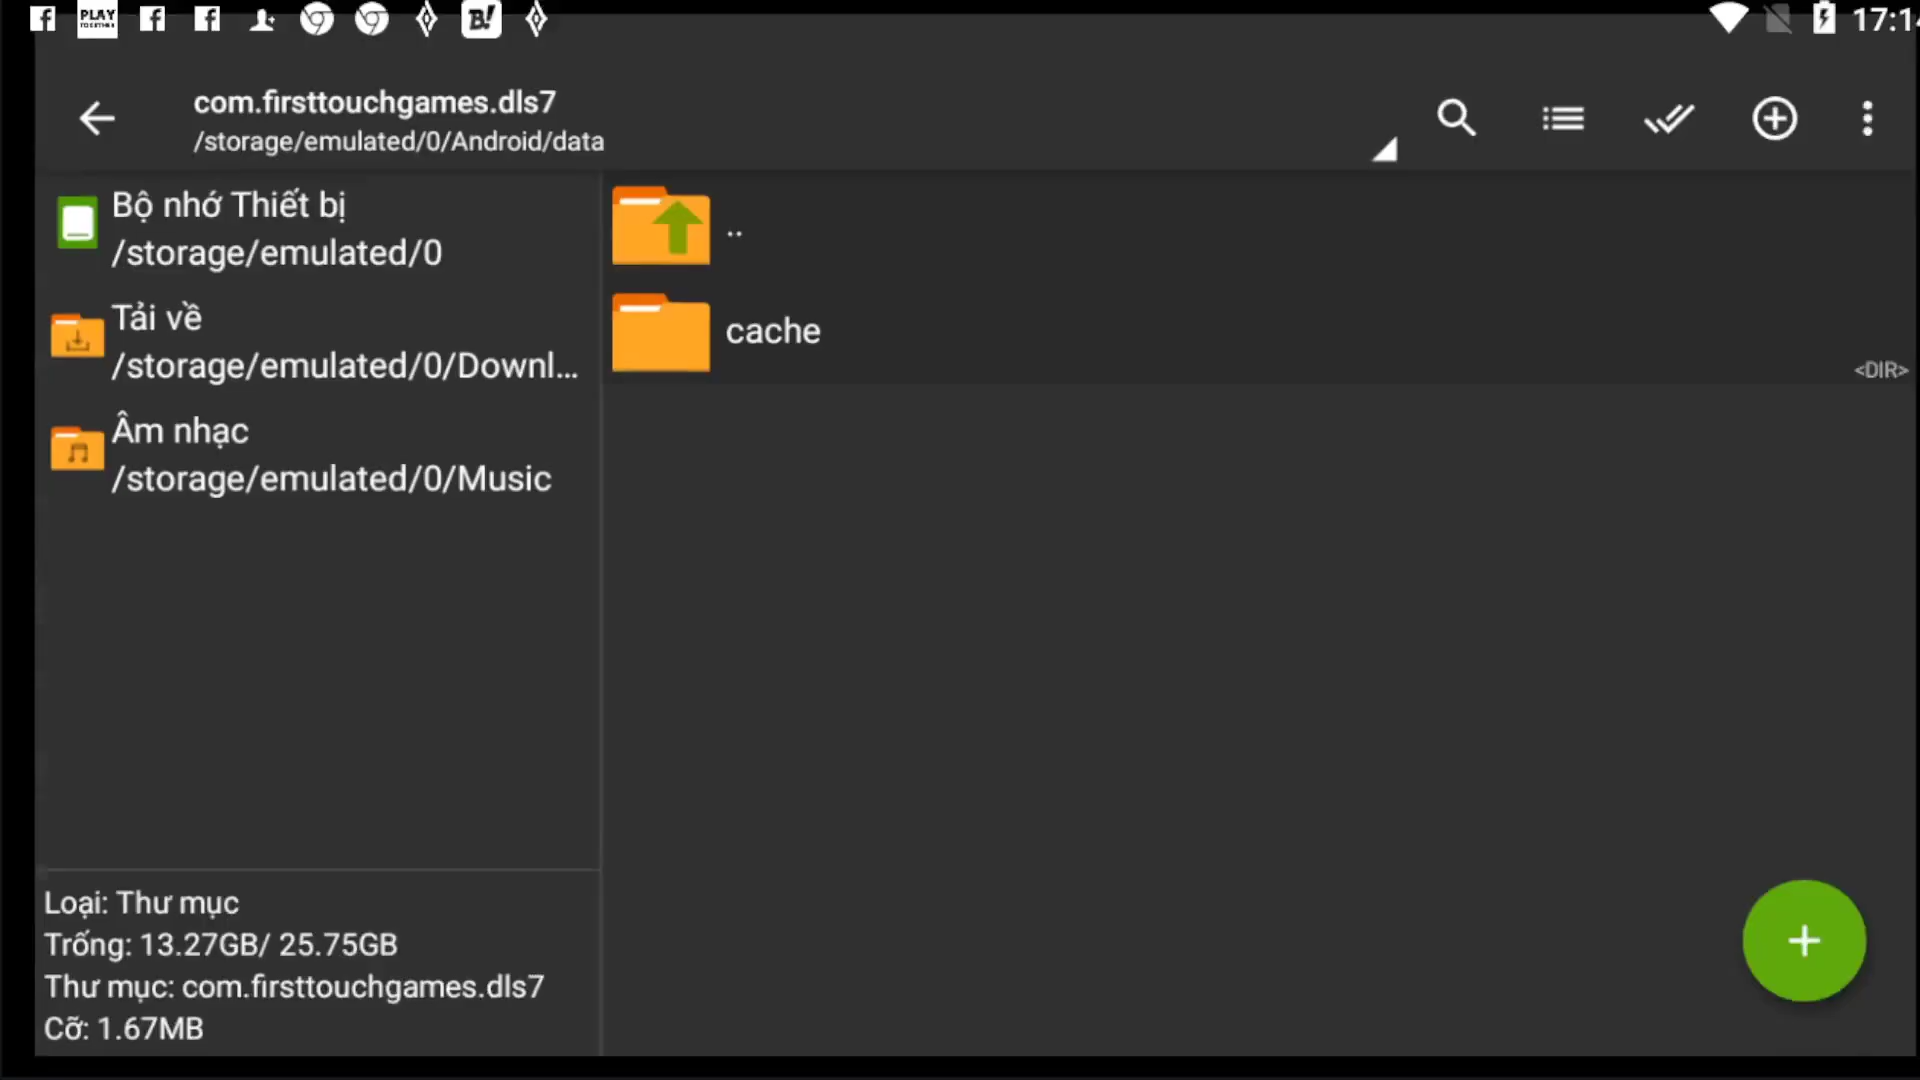 PLAY
TOGETHER
B!
17:14
com.firsttouchgames.dls7
/storage/emulated/0/Android/data
Bộ nhớ Thiết bị
/storage/emulated/0
Tải về
/storage/emulated/0/Downl...
Âm nhạc
/storage/emulated/0/Music
..
cache
<DIR>
Loại: Thư mục
Trống: 13.27GB/ 25.75GB
Thư mục: com.firsttouchgames.dls7
Cỡ: 1.67MB